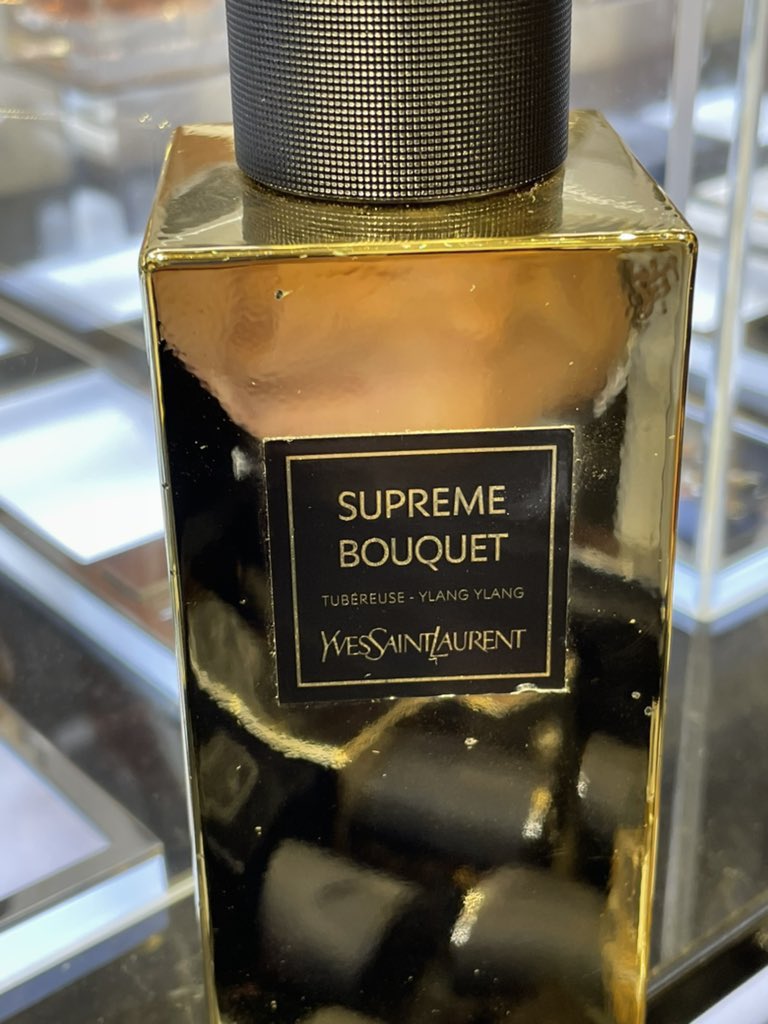 SUPREME
BOUQUET
TUBÉREUSE - YLANG YLANG
YVESSAINTLAURENT